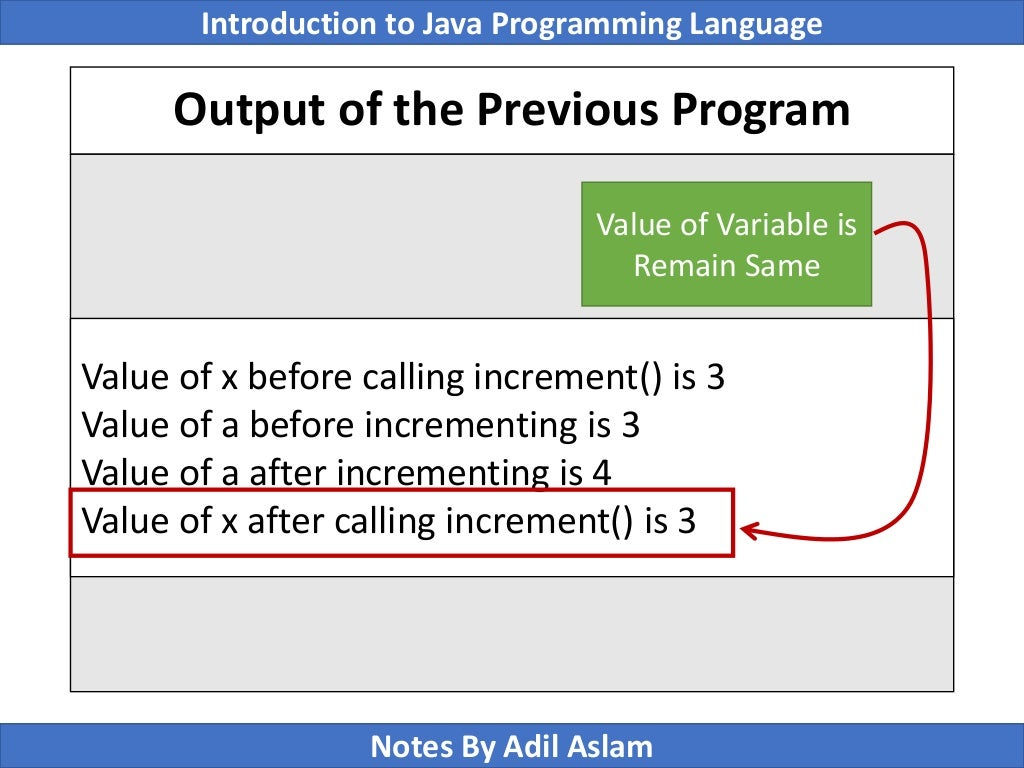 Introduction to Java Programming Language
Output of the Previous Program
Value of Variable is
Remain Same
Value of x before calling increment() is 3
Value of a before incrementing is 3
Value of a after incrementing is 4
Value of x after calling increment() is 3
Notes By Adil Aslam